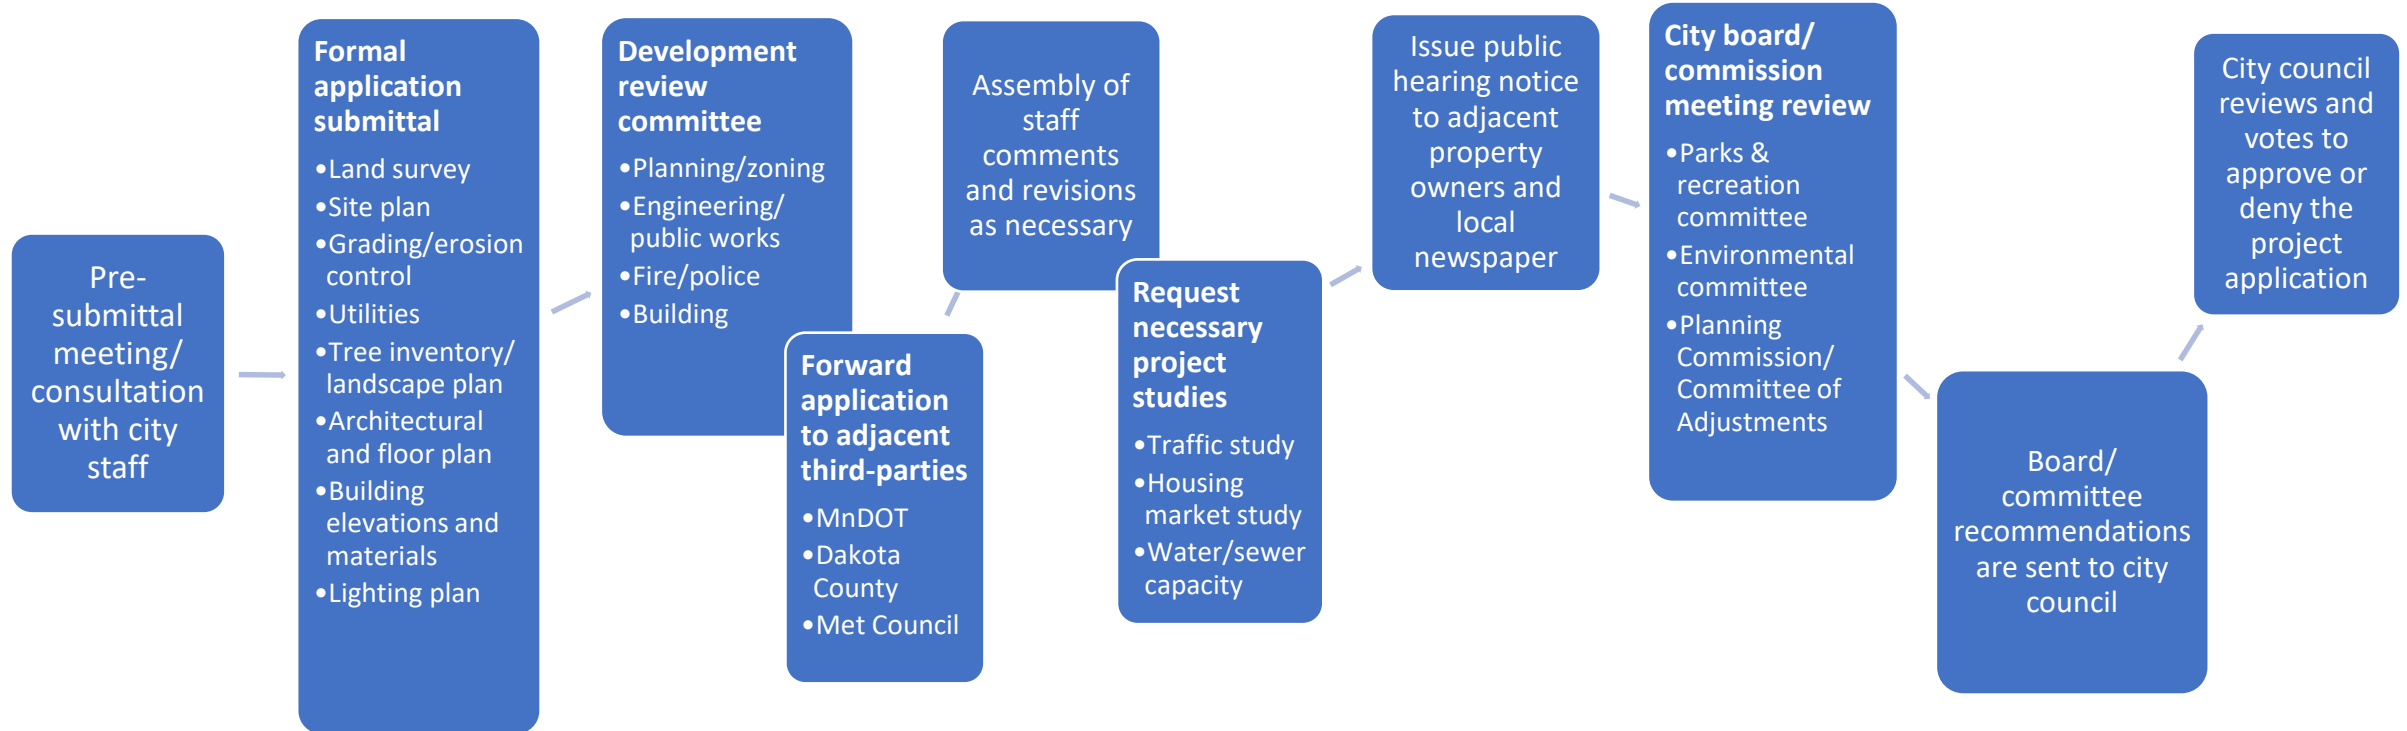 Pre-
submittal
meeting/
consultation
with city
staff
Formal
application
submittal
•Land survey
•Site plan
•Grading/erosion
control
•Utilities
•Tree inventory/
landscape plan
•Architectural
and floor plan
•Building
elevations and
materials
•Lighting plan
Development
review
committee
•Planning/zoning
•Engineering/
public works
•Fire/police
•Building
Forward
application
to adjacent
third-parties
•MnDOT
•Dakota
County
•Met Council
Assembly of
staff
comments
and revisions
as necessary
Request
necessary
project
studies
•Traffic study
•Housing
market study
•Water/sewer
capacity
Issue public
hearing notice
to adjacent
property
owners and
local
newspaper
City board/
commission
meeting review
•Parks &
recreation
committee
•Environmental
committee
•Planning
Commission/
Committee of
Adjustments
Board/
committee
recommendations
are sent to city
council
City council
reviews and
votes to
approve or
deny the
project
application